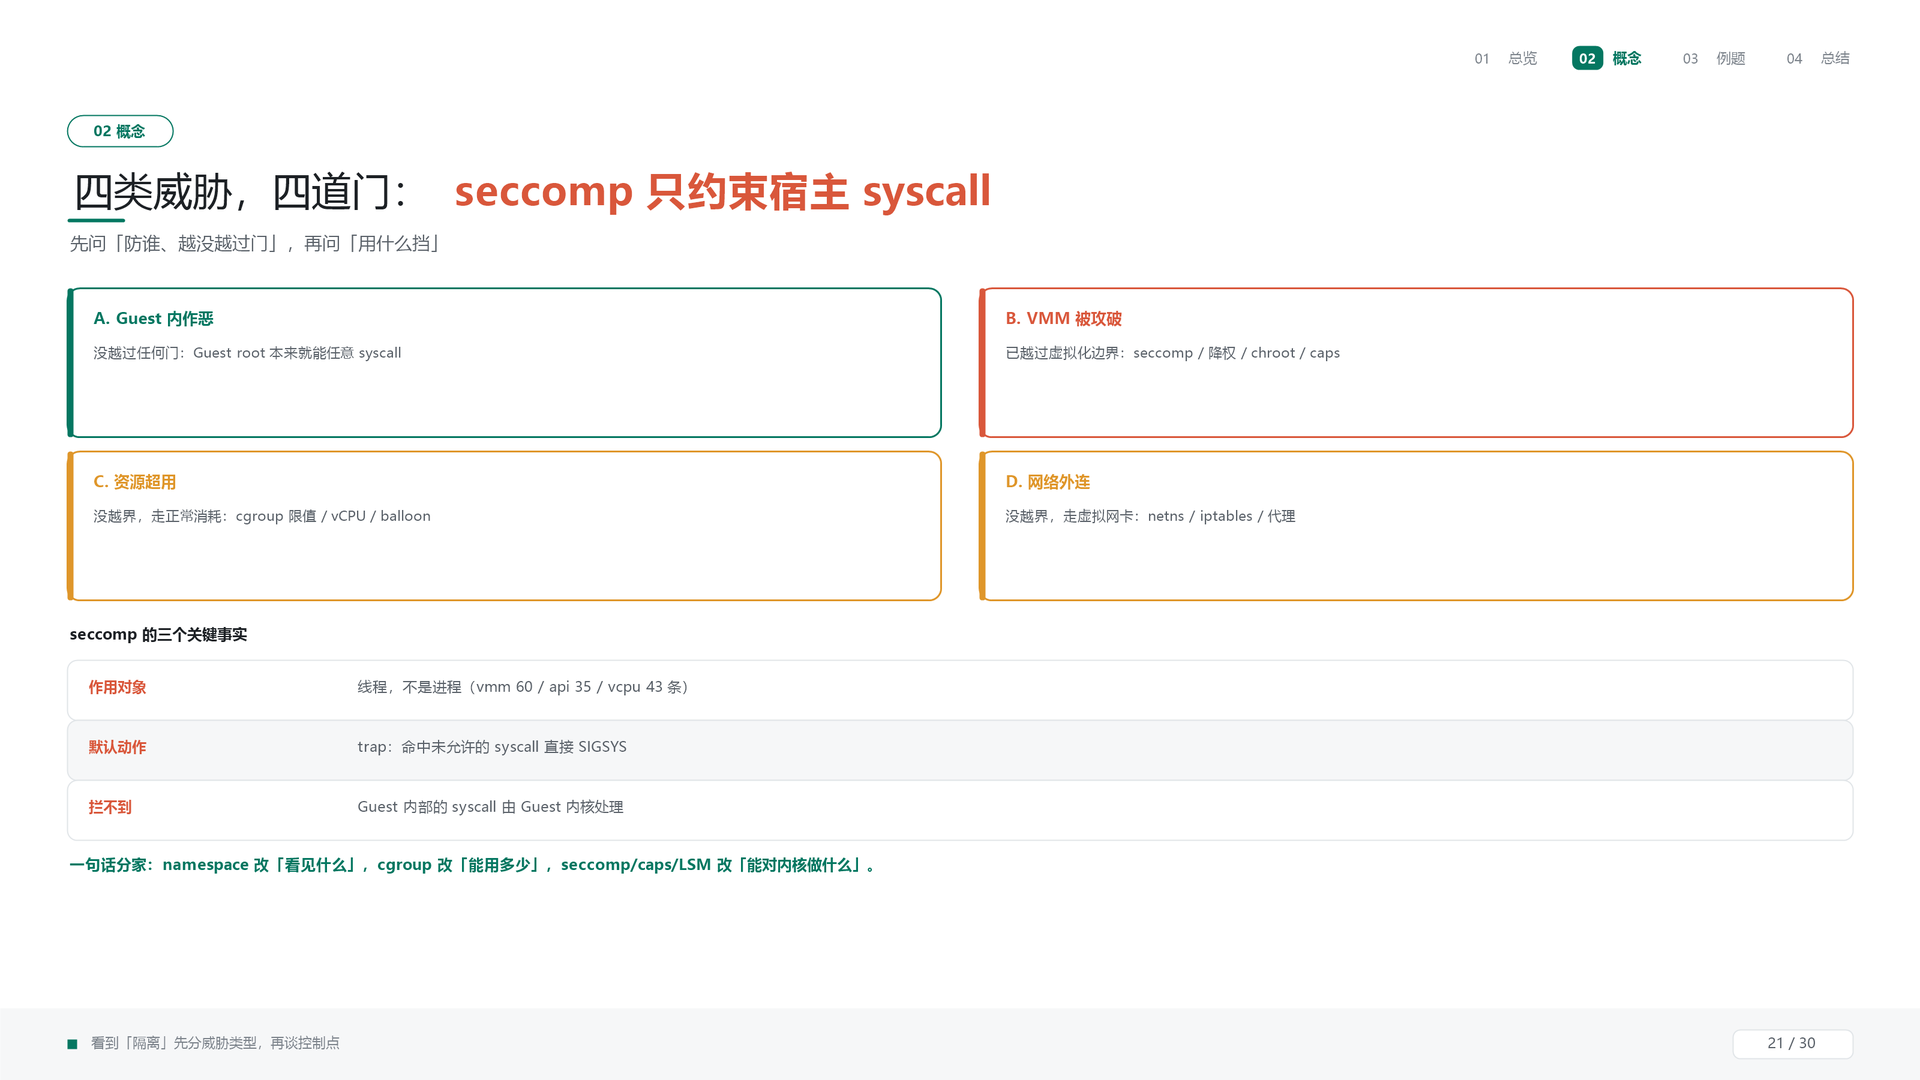 01 总览 02 概念 03 例题 04 总结
02 概念
四类威胁，四道门： seccomp 只约束宿主 syscall
先问「防谁、越没越过门」，再问「用什么挡」
A. Guest 内作恶
没越过任何门：Guest root 本来就能任意 syscall
B. VMM 被攻破
已越过虚拟化边界：seccomp / 降权 / chroot / caps
C. 资源超用
没越界，走正常消耗：cgroup 限值 / vCPU / balloon
D. 网络外连
没越界，走虚拟网卡：netns / iptables / 代理
seccomp 的三个关键事实
作用对象 线程，不是进程（vmm 60 / api 35 / vcpu 43 条）
默认动作 trap：命中未允许的 syscall 直接 SIGSYS
拦不到 Guest 内部的 syscall 由 Guest 内核处理
一句话分家：namespace 改「看见什么」，cgroup 改「能用多少」，seccomp/caps/LSM 改「能对内核做什么」。
看到「隔离」先分威胁类型，再谈控制点
21 / 30